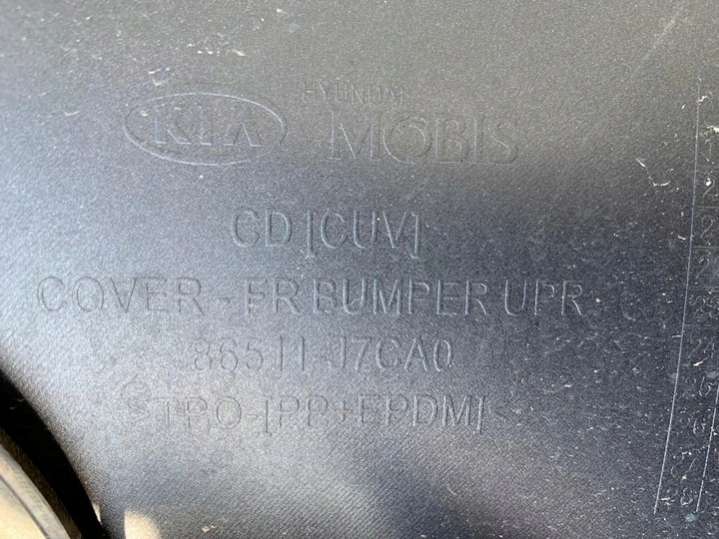 KIA
HYUNDAI
MOBIS
CD [CUV]
COVER - FR BUMPER UPR
86511-J7CA0
>TPO-[PP+EPDM]<